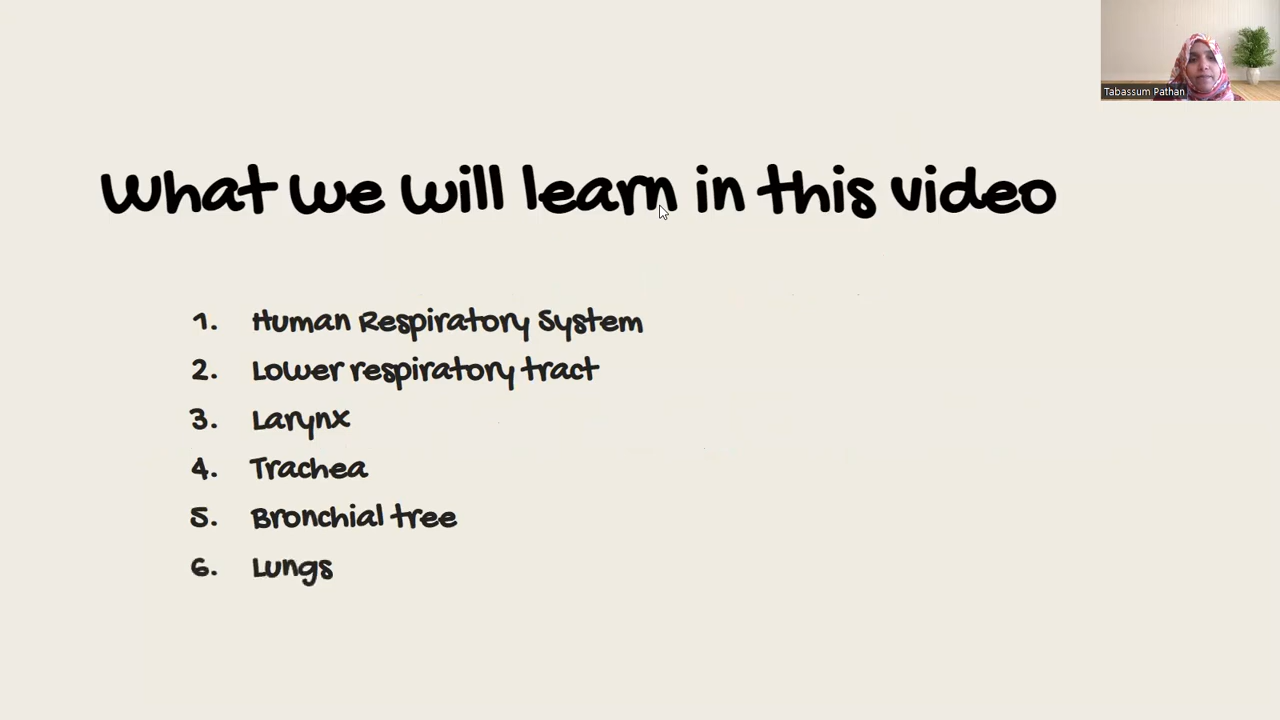 Tabassum Pathan
What we will learn in this video
1. Human Respiratory System
2. Lower respiratory tract
3. Larynx
4. Trachea
5. Bronchial tree
6. Lungs